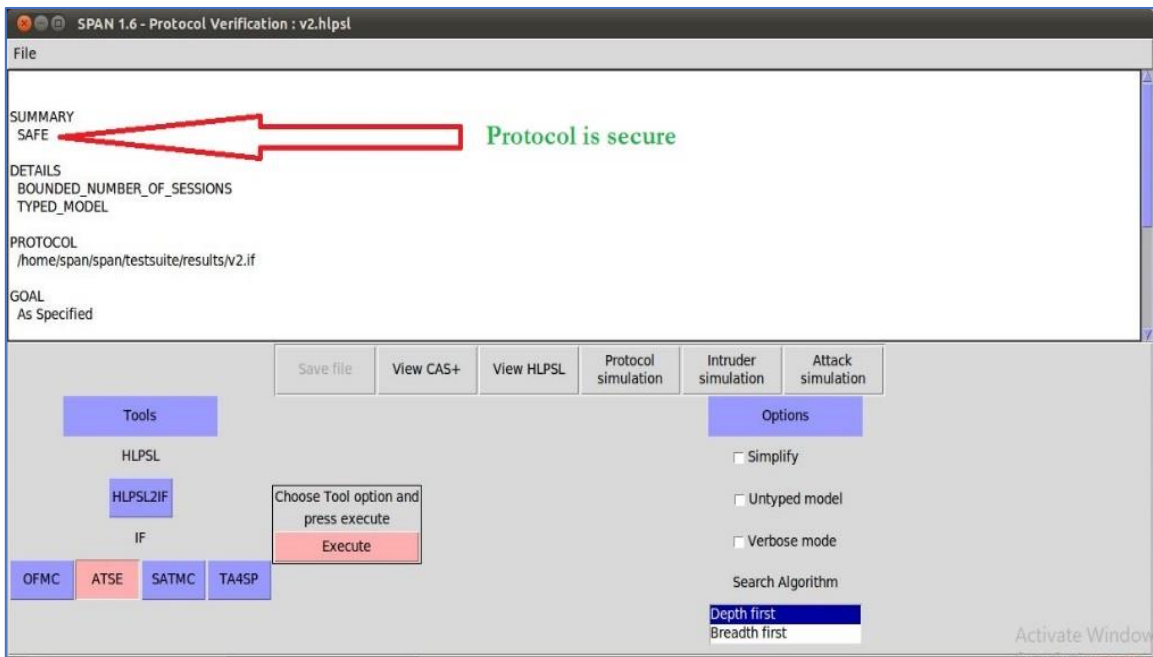 SPAN 1.6 - Protocol Verification : v2.hlpsl
File
SUMMARY
SAFE
Protocol is secure
DETAILS
BOUNDED_NUMBER_OF_SESSIONS
TYPED_MODEL
PROTOCOL
/home/span/span/testsuite/results/v2.if
GOAL
As Specified
Save file
View CAS+
View HLPSL
Protocol
simulation
Intruder
simulation
Attack
simulation
Tools
HLPSL
HLPSL2IF
IF
OFMC
ATSE
SATMC
TA4SP
Choose Tool option and
press execute
Execute
Options
Simplify
Untyped model
Verbose mode
Search Algorithm
Depth first
Breadth first
Activate Window